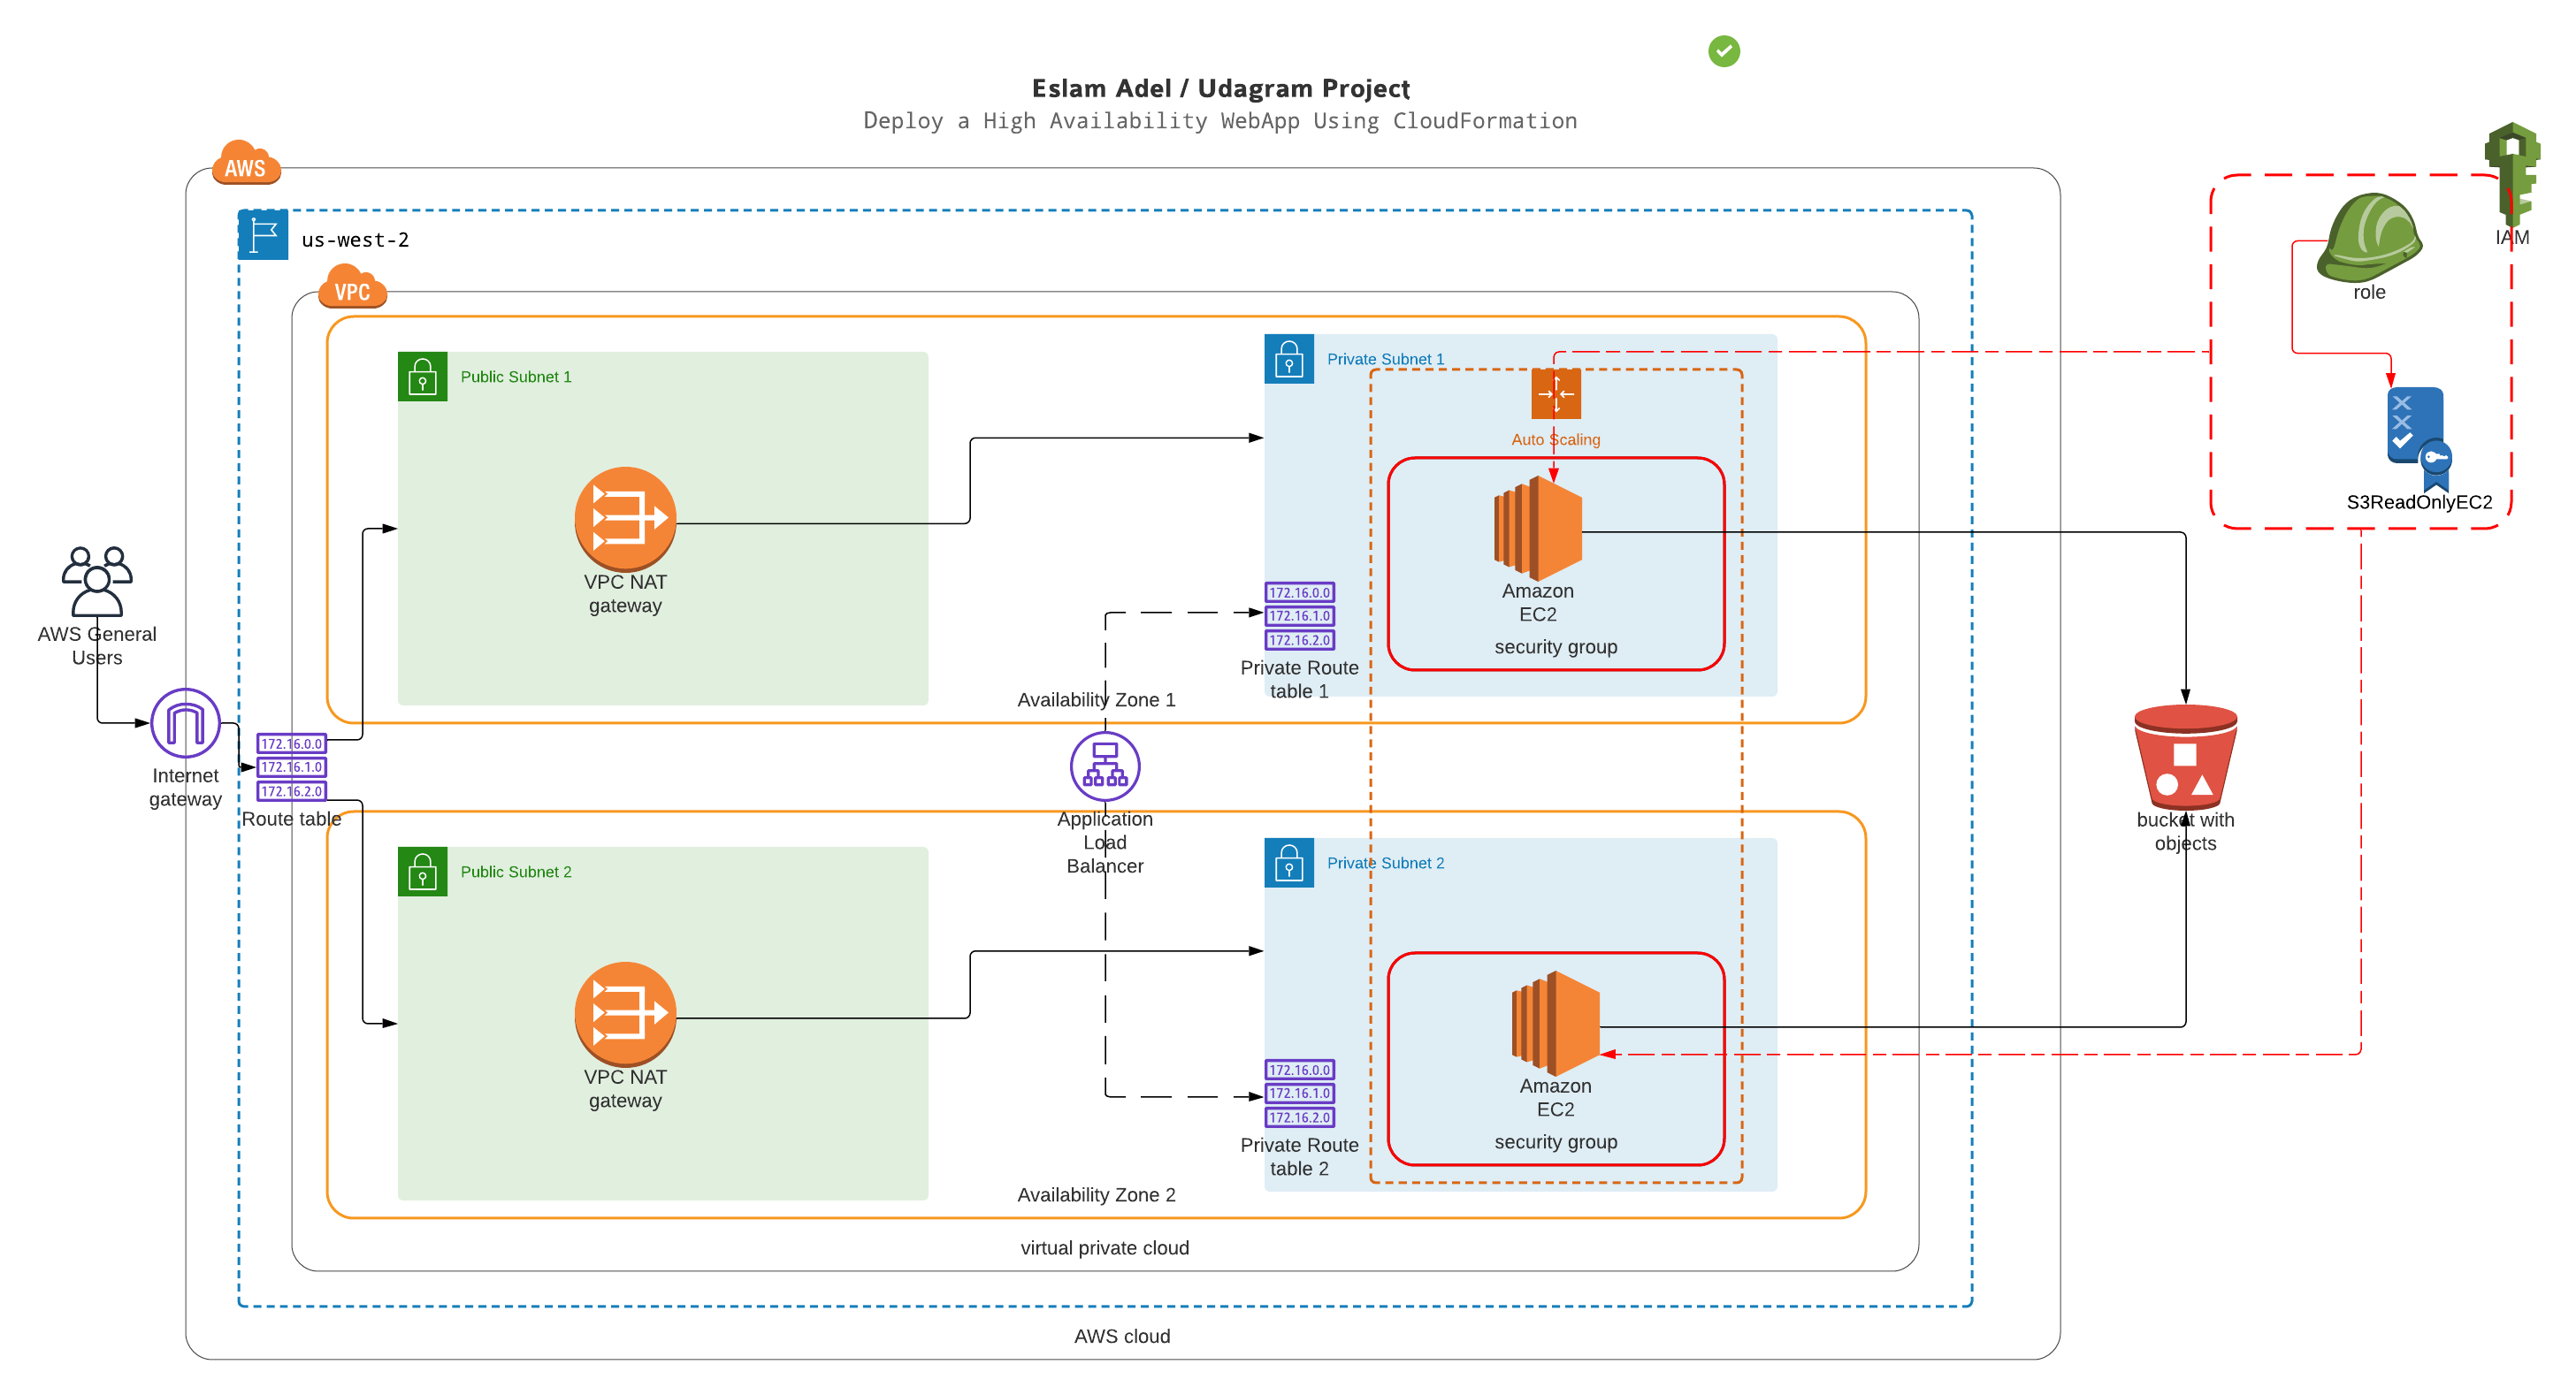 Eslam Adel / Udagram Project
Deploy a High Availability WebApp Using CloudFormation
AWS
us-west-2
VPC
IAM
role
S3ReadOnlyEC2
Public Subnet 1
Private Subnet 1
Auto Scaling
VPC NAT
gateway
Amazon
EC2
security group
172.16.0.0
172.16.1.0
172.16.2.0
Private Route
table 1
Availability Zone 1
AWS General
Users
Internet
gateway
172.16.0.0
172.16.1.0
172.16.2.0
Route table
Application
Load
Balancer
bucket with
objects
Public Subnet 2
Private Subnet 2
VPC NAT
gateway
Amazon
EC2
security group
172.16.0.0
172.16.1.0
172.16.2.0
Private Route
table 2
Availability Zone 2
virtual private cloud
AWS cloud